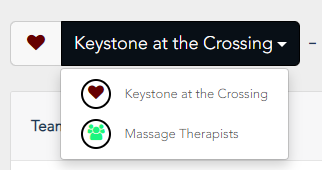 Keystone at the Crossing -
Keystone at the Crossing
Team
Massage Therapists